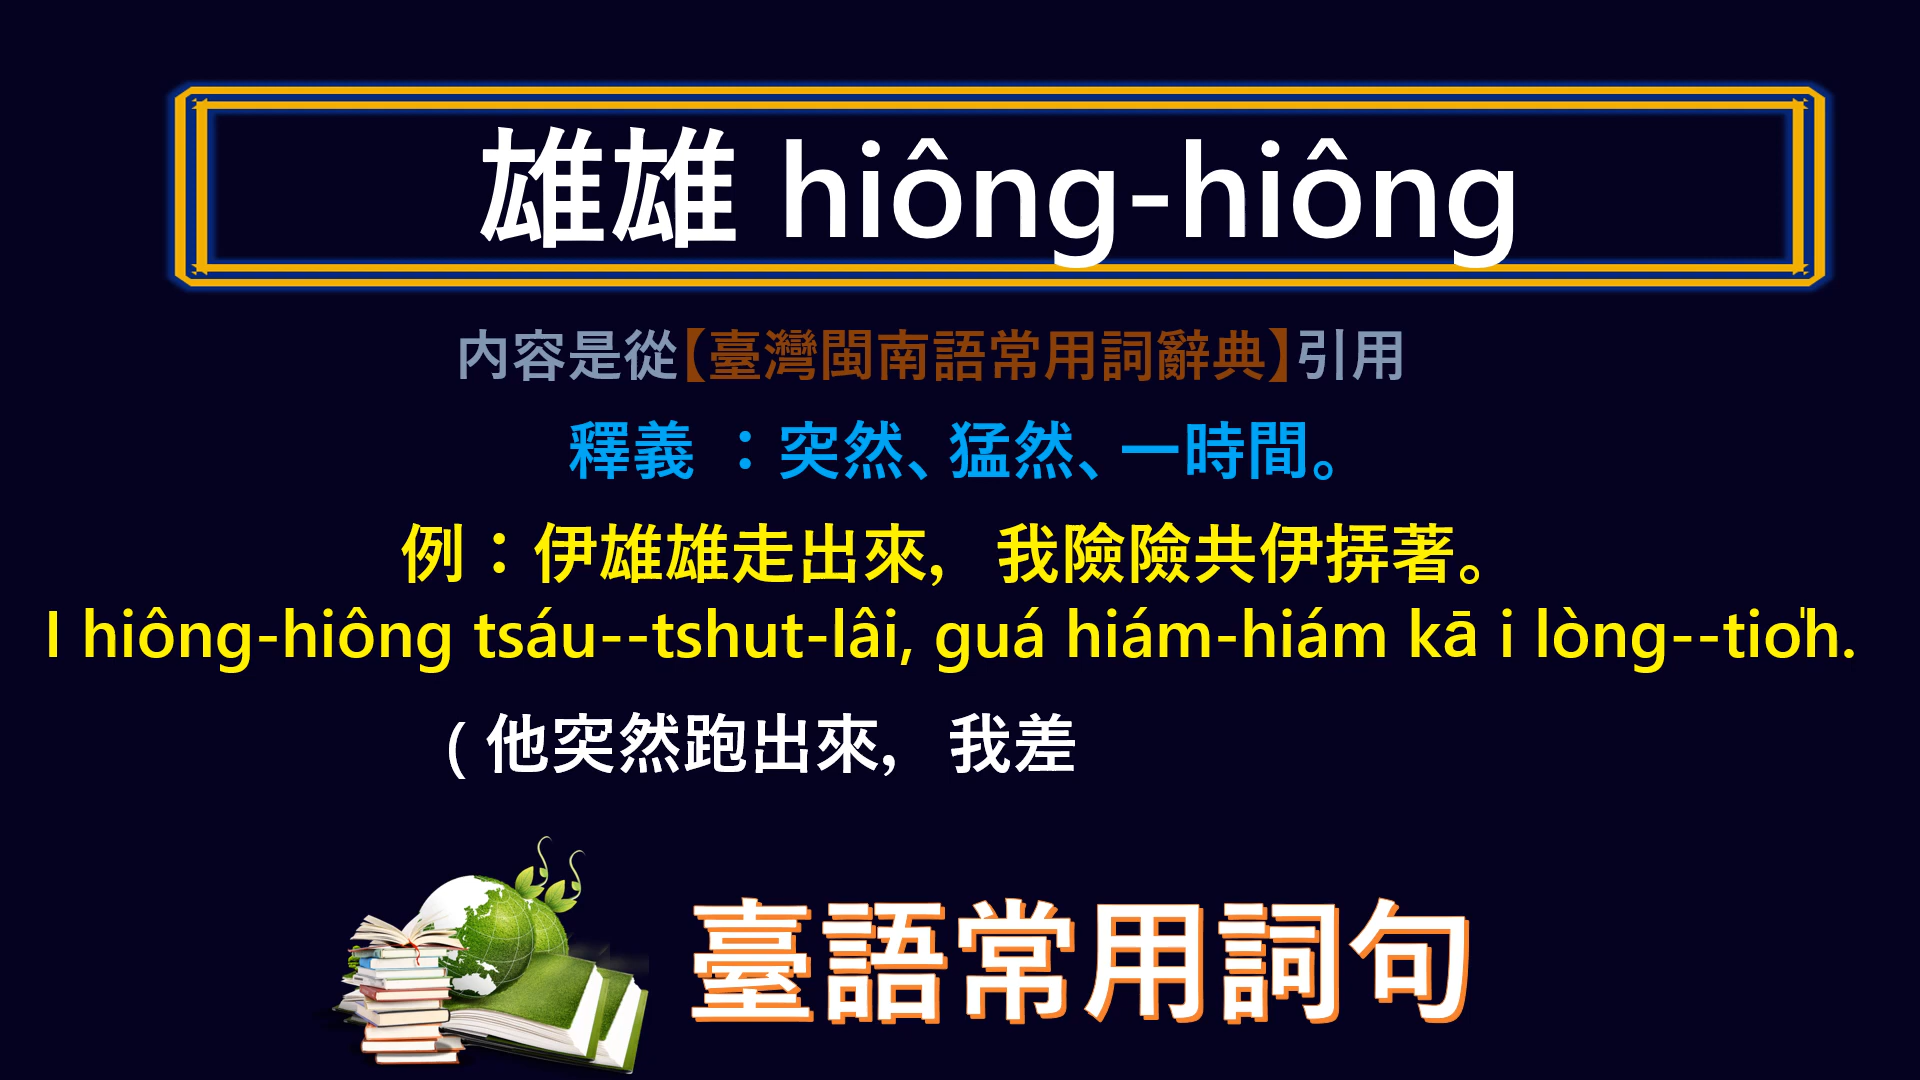 雄雄 hiông-hiông
內容是從【臺灣閩南語常用詞辭典】引用
釋義 ：突然、猛然、一時間。
例：伊雄雄走出來，我險險共伊挵著。
I hiông-hiông tsáu--tshut-lâi, guá hiám-hiám kā i lòng--tio̍h.
( 他突然跑出來，我差
臺語常用詞句